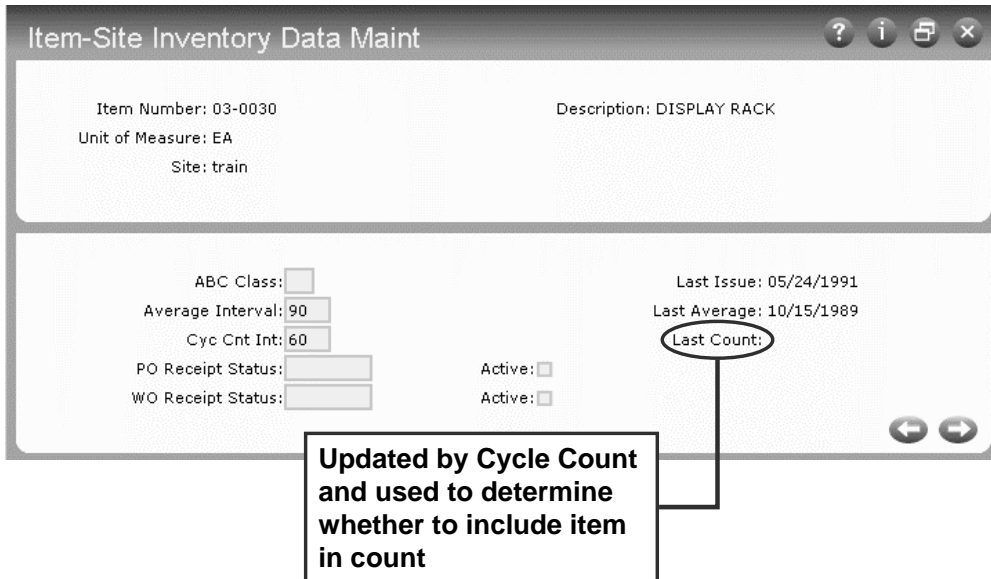 Item-Site Inventory Data Maint
Item Number: 03-0030 Description: DISPLAY RACK
Unit of Measure: EA
Site: train
ABC Class: Last Issue: 05/24/1991
Average Interval: 90 Last Average: 10/15/1989
Cyc Cnt Int: 60 Last Count:
PO Receipt Status: Active:
WO Receipt Status: Active:
Updated by Cycle Count
and used to determine
whether to include item
in count